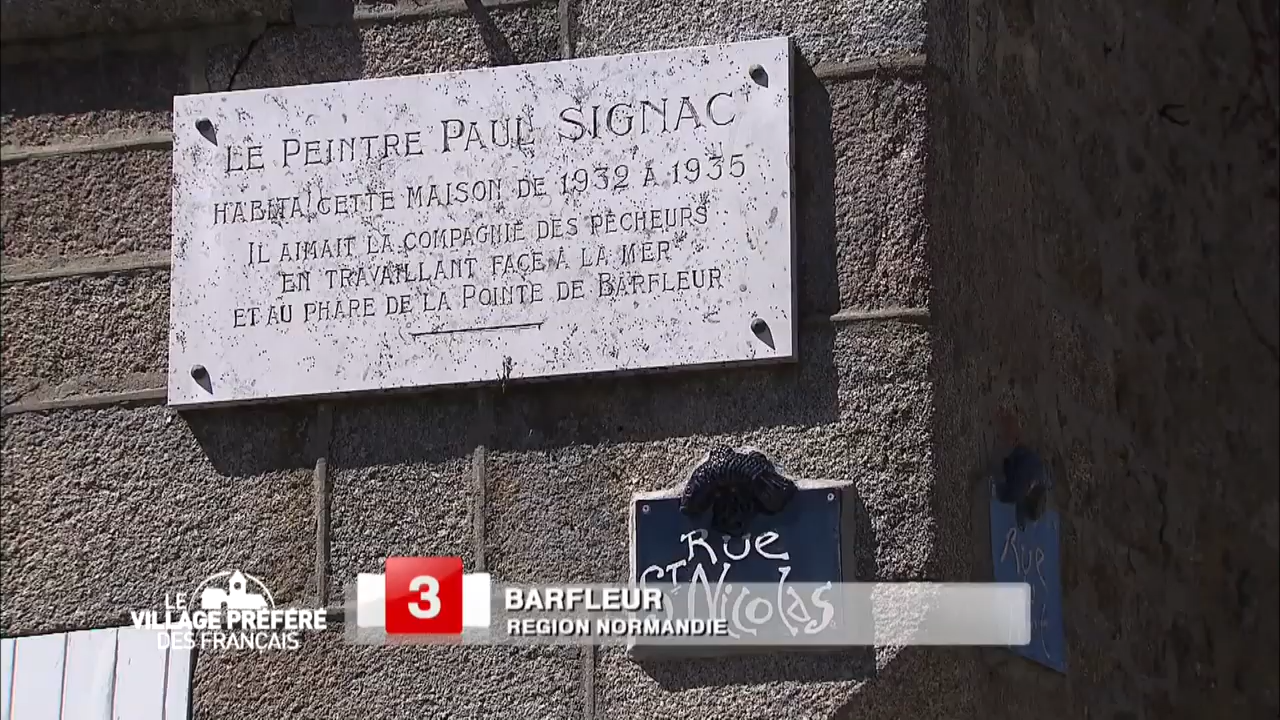 LE PEINTRE PAUL SIGNAC
HABITA CETTE MAISON DE 1932 A 1935
IL AIMAIT LA COMPAGNIE DES PÊCHEURS
EN TRAVAILLANT FACE À LA MER
ET AU PHARE DE LA POINTE DE BARFLEUR
Rue
ST Nicolas
Rue
LE
VILLAGE PRÉFÉRÉ
DES FRANÇAIS
3
BARFLEUR
REGION NORMANDIE